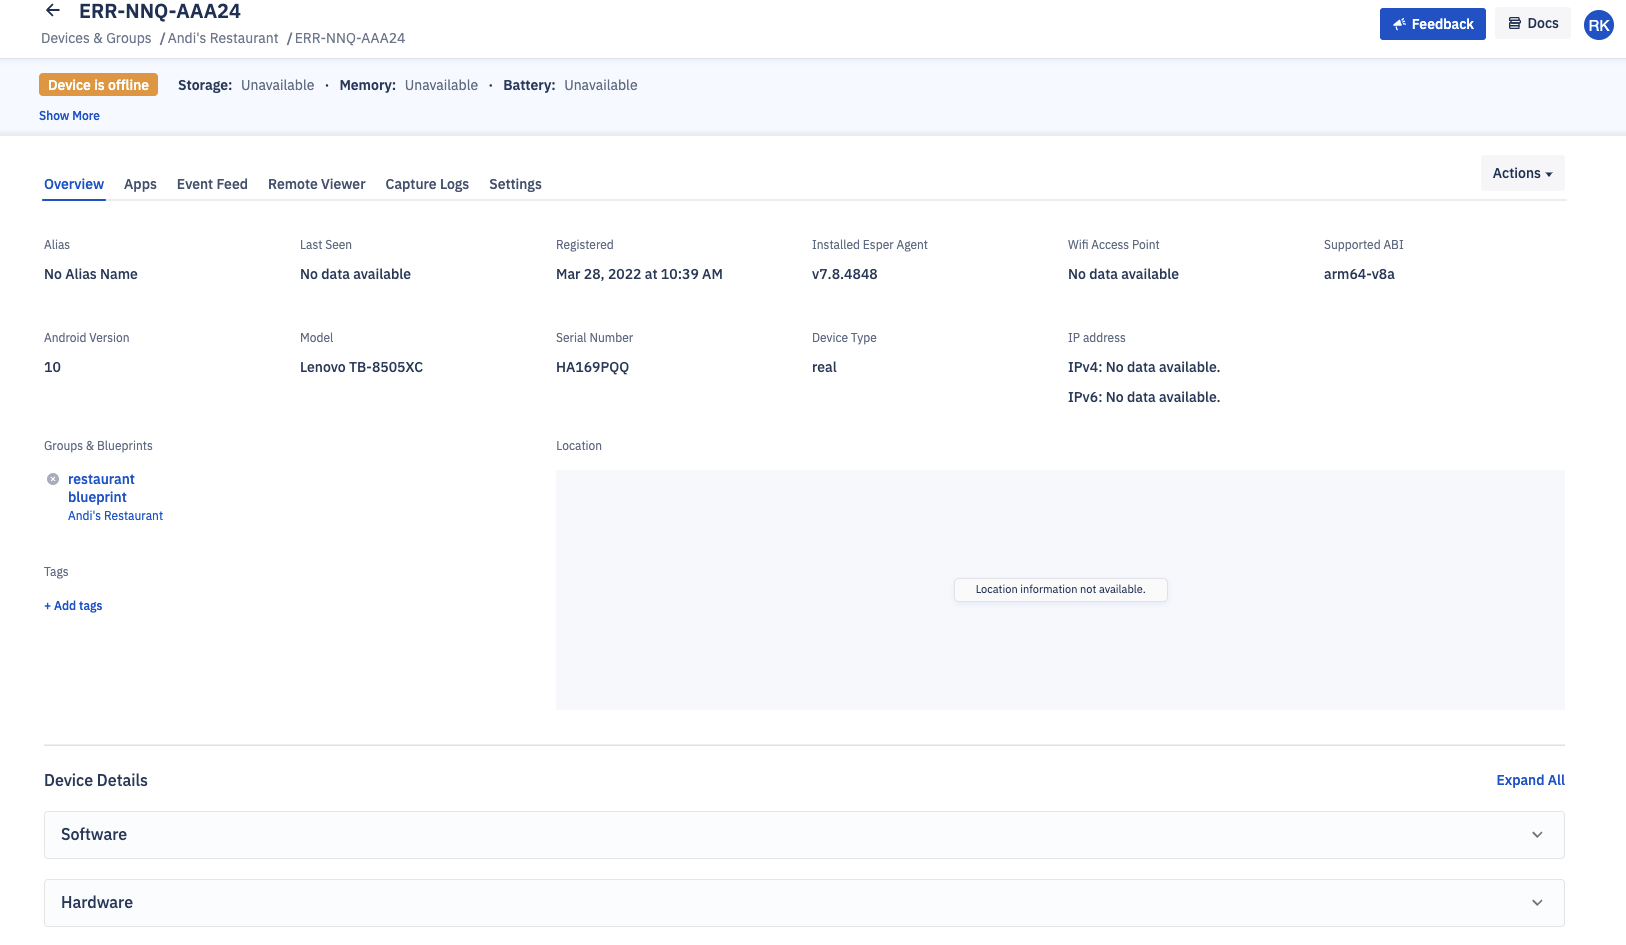 ERR-NNQ-AAA24
Feedback
Docs
RK
Devices & Groups / Andi's Restaurant / ERR-NNQ-AAA24
Device is offline Storage: Unavailable · Memory: Unavailable · Battery: Unavailable
Show More
Overview Apps Event Feed Remote Viewer Capture Logs Settings
Actions
Alias Last Seen Registered Installed Esper Agent Wifi Access Point Supported ABI
No Alias Name No data available Mar 28, 2022 at 10:39 AM v7.8.4848 No data available arm64-v8a
Android Version Model Serial Number Device Type IP address
10 Lenovo TB-8505XC HA169PQQ real IPv4: No data available.
IPv6: No data available.
Groups & Blueprints Location
restaurant
blueprint
Andi's Restaurant
Tags
Location information not available.
+ Add tags
Device Details Expand All
Software
Hardware